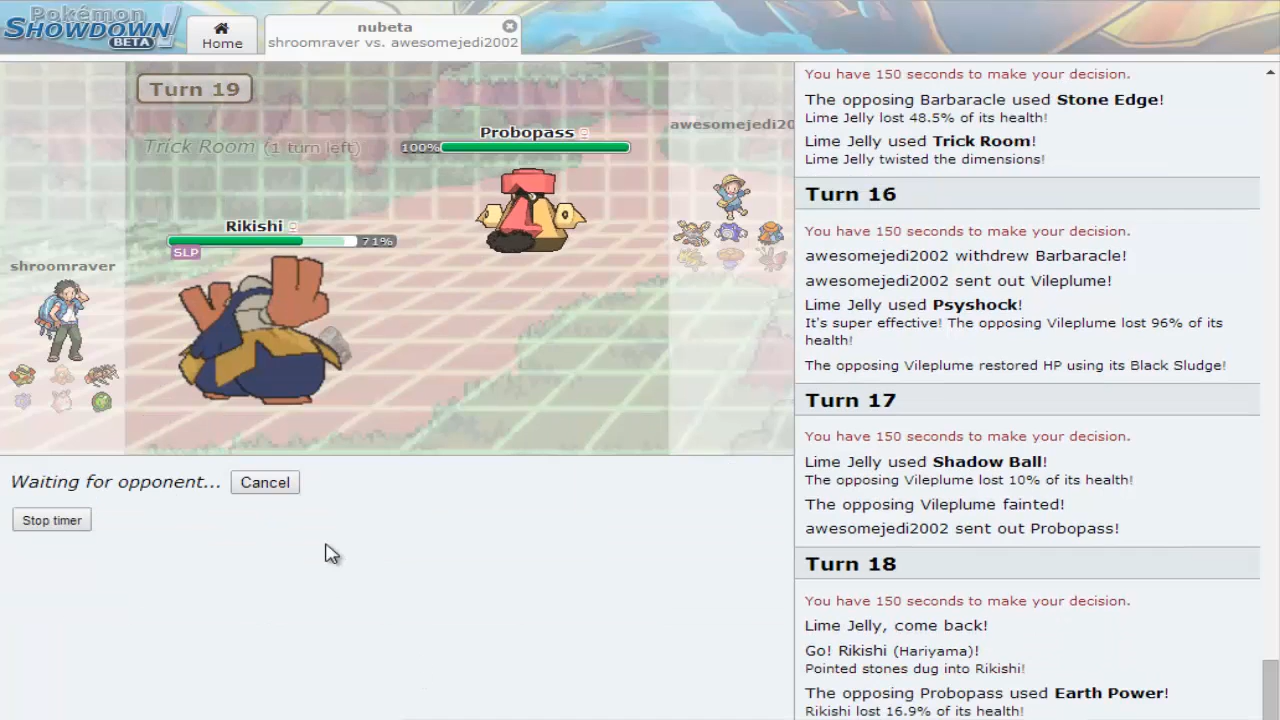 Pokémon
SHOWDOWN!
BETA
Home
nubeta
shroomraver vs. awesomejedi2002
Turn 19
Trick Room (1 turn left)
Probopass ♀
100%
awesomejedi20
Rikishi ♀
71%
SLP
shroomraver
Waiting for opponent... Cancel
Stop timer
You have 150 seconds to make your decision.
The opposing Barbaracle used Stone Edge!
Lime Jelly lost 48.5% of its health!
Lime Jelly used Trick Room!
Lime Jelly twisted the dimensions!
Turn 16
You have 150 seconds to make your decision.
awesomejedi2002 withdrew Barbaracle!
awesomejedi2002 sent out Vileplume!
Lime Jelly used Psyshock!
It's super effective! The opposing Vileplume lost 96% of its
health!
The opposing Vileplume restored HP using its Black Sludge!
Turn 17
You have 150 seconds to make your decision.
Lime Jelly used Shadow Ball!
The opposing Vileplume lost 10% of its health!
The opposing Vileplume fainted!
awesomejedi2002 sent out Probopass!
Turn 18
You have 150 seconds to make your decision.
Lime Jelly, come back!
Go! Rikishi (Hariyama)!
Pointed stones dug into Rikishi!
The opposing Probopass used Earth Power!
Rikishi lost 16.9% of its health!